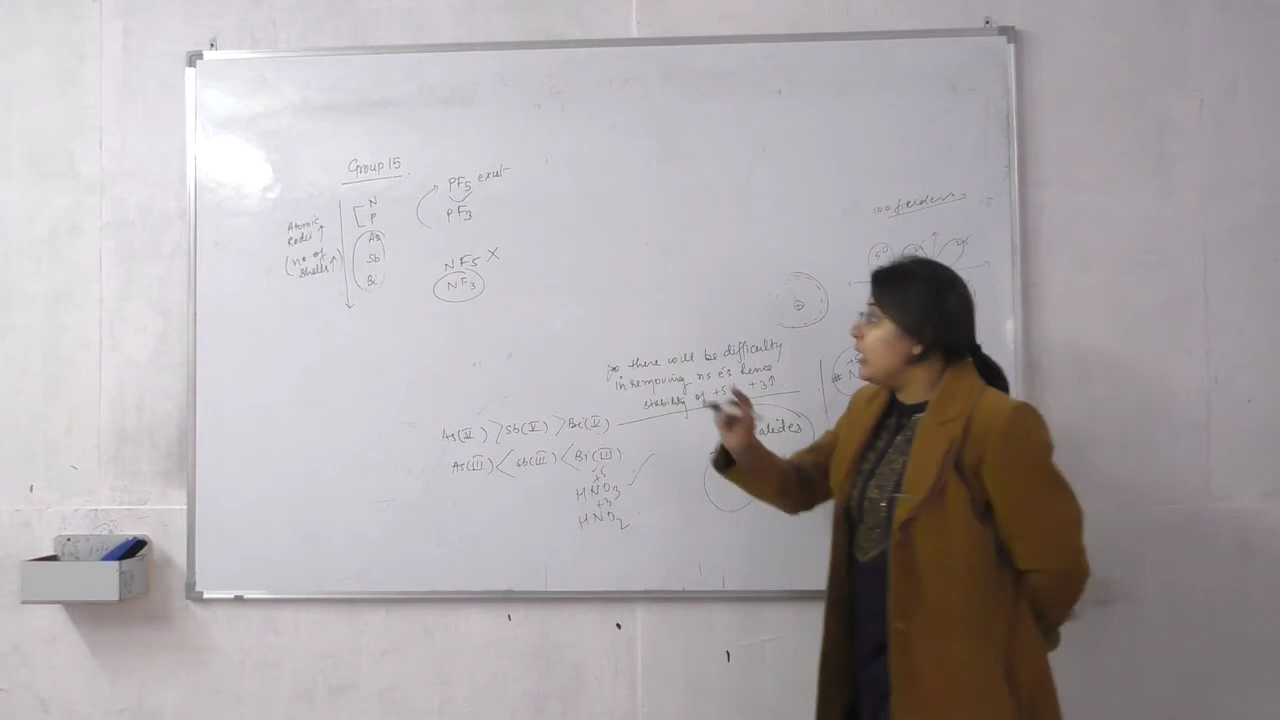 Group 15
N
P
As
Sb
Bi
Atomic
Radii ↑
(no. of
shells ↑)
PF5 exist
PF3
NF5 X
NF3
100 fielders
50
there will be difficulty
in removing ns e's hence
stability of +5 +3↑
As(V) > Sb(V) > Bi(V)
As(III) < Sb(III) < Bi(III)
+5
HNO3
+3
HNO2
alides
# N